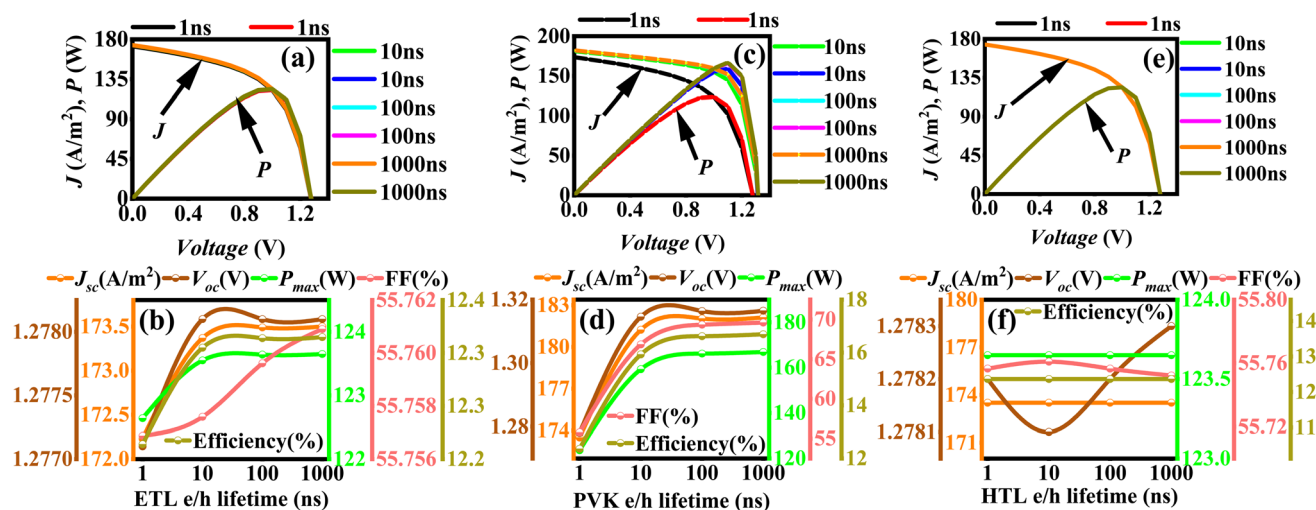 1ns 1ns
180
135
90
45
0
J (A/m²), P (W)
(a)
J
P
0.0 0.4 0.8 1.2
Voltage (V)
10ns
10ns
100ns
100ns
1000ns
1000ns
1ns 1ns
200
150
100
50
0
J (A/m²), P (W)
(c)
J
P
0.0 0.4 0.8 1.2
Voltage (V)
10ns
10ns
100ns
100ns
1000ns
1000ns
1ns 1ns
180
135
90
45
0
J (A/m²), P (W)
(e)
J
P
0.0 0.4 0.8 1.2
Voltage (V)
10ns
10ns
100ns
100ns
1000ns
1000ns
Jsc(A/m²) Voc(V) Pmax(W) FF(%)
1.2780
1.2775
1.2770
173.5
173.0
172.5
172.0
(b)
Efficiency(%)
124
123
123
122
55.762
55.760
55.758
55.756
12.4
12.3
12.3
12.2
1 10 100 1000
ETL e/h lifetime (ns)
Jsc(A/m²) Voc(V) Pmax(W)
1.32
1.30
1.28
183
180
177
174
(d)
FF(%)
Efficiency(%)
180
160
140
120
70
65
60
55
18
16
14
12
1 10 100 1000
PVK e/h lifetime (ns)
Jsc(A/m²) Voc(V) Pmax(W) FF(%)
1.2783
1.2782
1.2781
180
177
174
171
Efficiency(%)
(f)
124.0
123.5
123.0
55.80
55.76
55.72
14
13
12
11
1 10 100 1000
HTL e/h lifetime (ns)